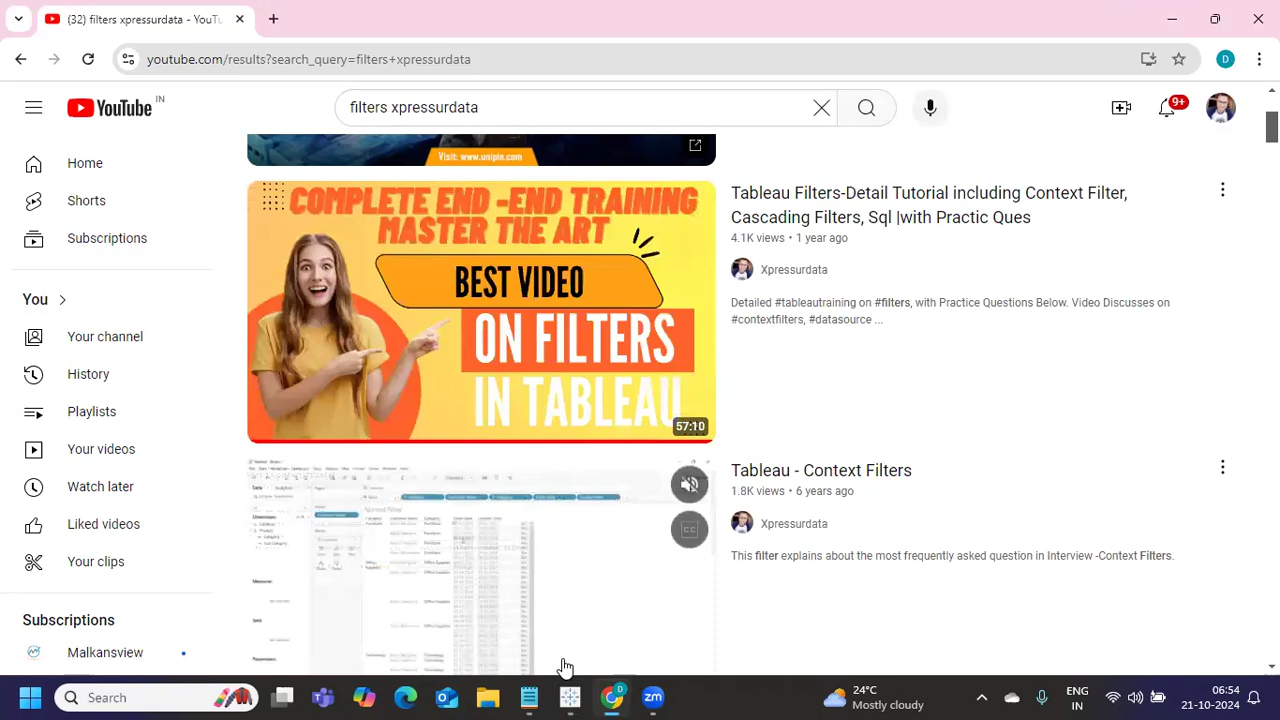 (32) filters xpressurdata - YouTu
youtube.com/results?search_query=filters+xpressurdata
YouTube IN
filters xpressurdata
9+
D
Visit: www.unipin.com
Home
Shorts
Subscriptions
You
Your channel
History
Playlists
Your videos
Watch later
Liked videos
Your clips
Subscriptions
Malkansview
COMPLETE END -END TRAINING
MASTER THE ART
BEST VIDEO
ON FILTERS
IN TABLEAU
57:10
Tableau Filters-Detail Tutorial including Context Filter,
Cascading Filters, Sql |with Practic Ques
4.1K views • 1 year ago
Xpressurdata
Detailed #tableautraining on #filters, with Practice Questions Below. Video Discusses on
#contextfilters, #datasource ...
Tableau - Context Filters
1.8K views • 6 years ago
Xpressurdata
This filter explains about the most frequently asked question in Interview -Context Filters.
Search
24°C
Mostly cloudy
ENG
IN
21-10-2024